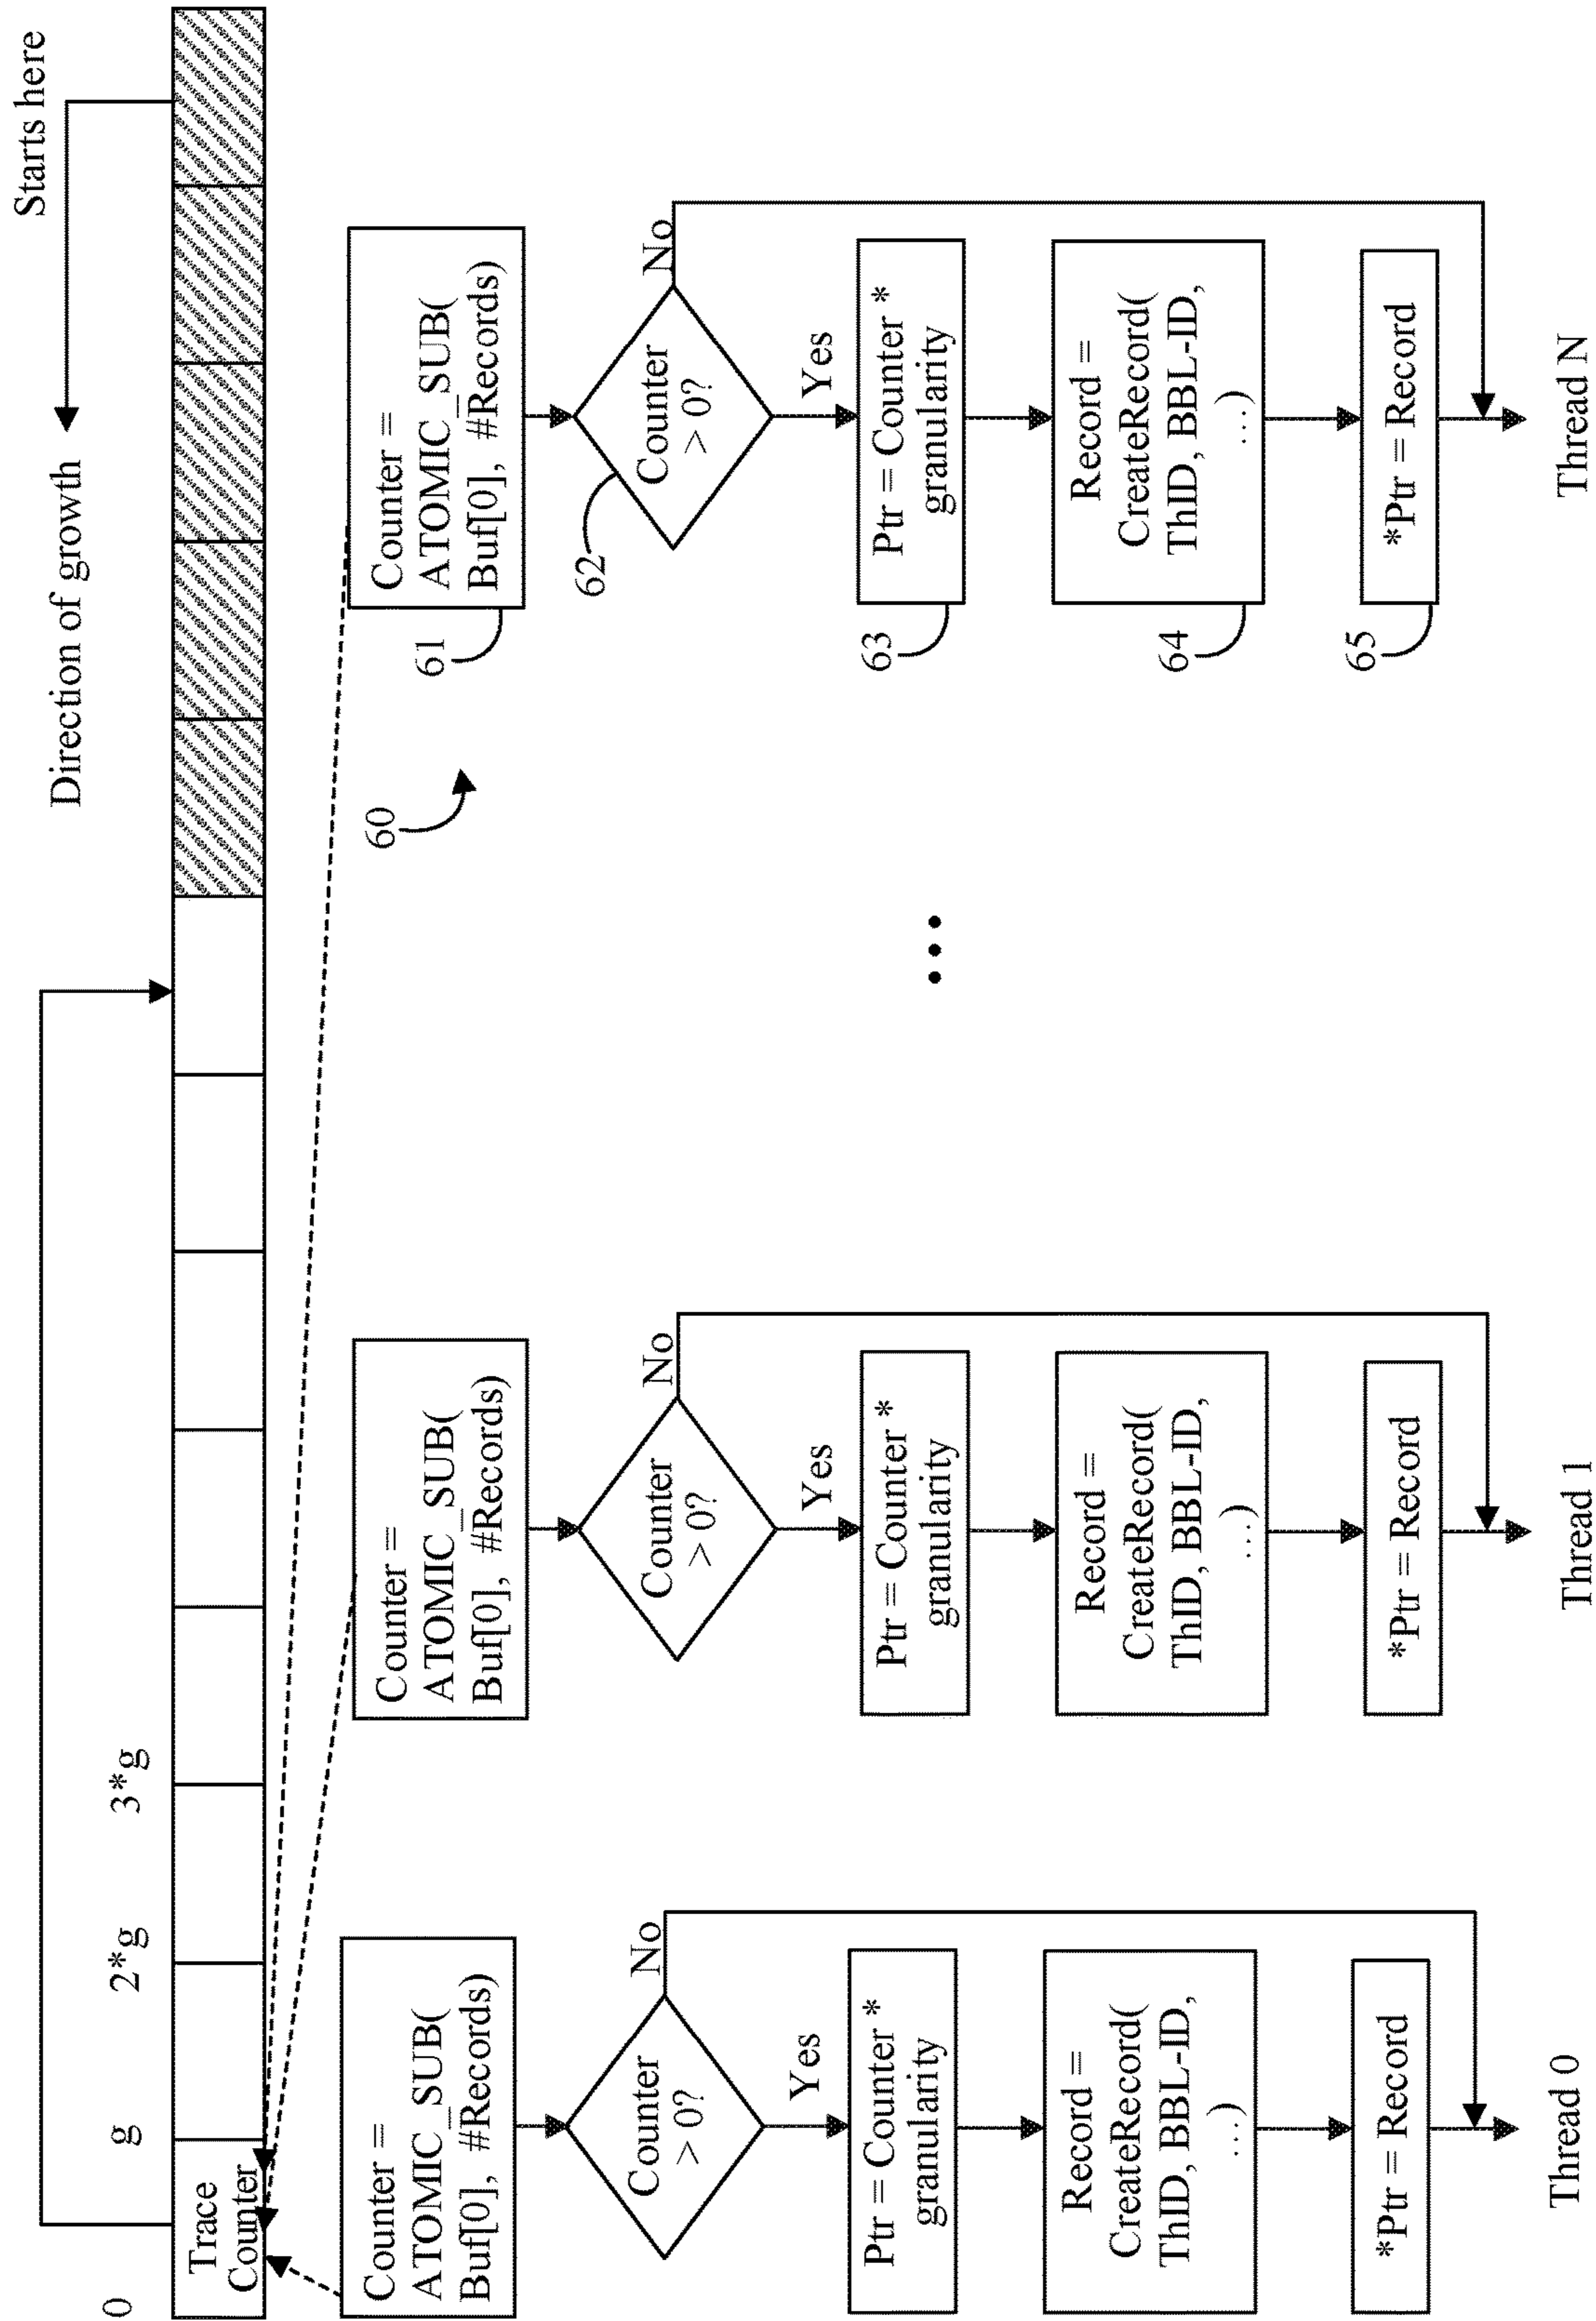 Starts here
Direction of growth
0
g
2*g
3*g
Trace
Counter
60
Counter =
ATOMIC_SUB(
Buf[0], #Records)
Counter
> 0?
No
Yes
Ptr = Counter *
granularity
Record =
CreateRecord(
ThID, BBL-ID,
...)
*Ptr = Record
Thread 0
Counter =
ATOMIC_SUB(
Buf[0], #Records)
Counter
> 0?
No
Yes
Ptr = Counter *
granularity
Record =
CreateRecord(
ThID, BBL-ID,
...)
*Ptr = Record
Thread 1
...
61
Counter =
ATOMIC_SUB(
Buf[0], #Records)
62
Counter
> 0?
No
Yes
63
Ptr = Counter *
granularity
64
Record =
CreateRecord(
ThID, BBL-ID,
...)
65
*Ptr = Record
Thread N